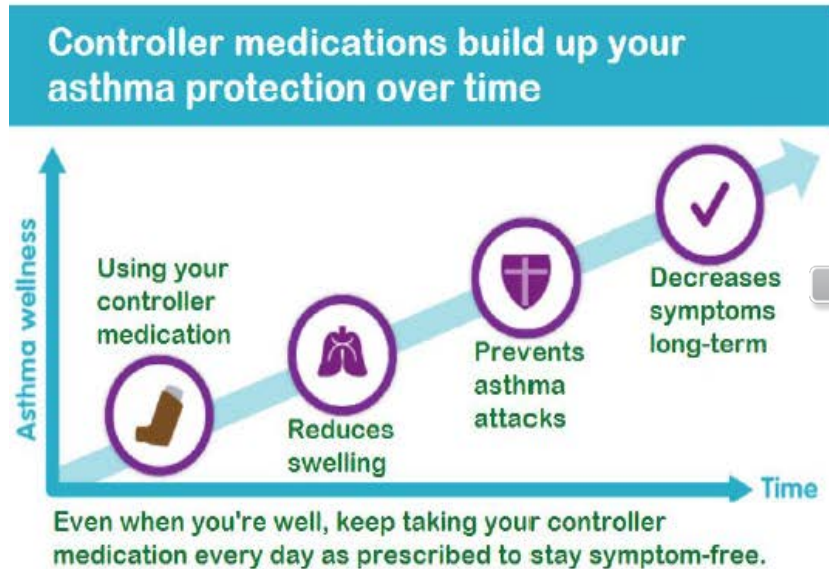 Controller medications build up your
asthma protection over time
Asthma wellness
Using your
controller
medication
Reduces
swelling
Prevents
asthma
attacks
Decreases
symptoms
long-term
Time
Even when you're well, keep taking your controller
medication every day as prescribed to stay symptom-free.